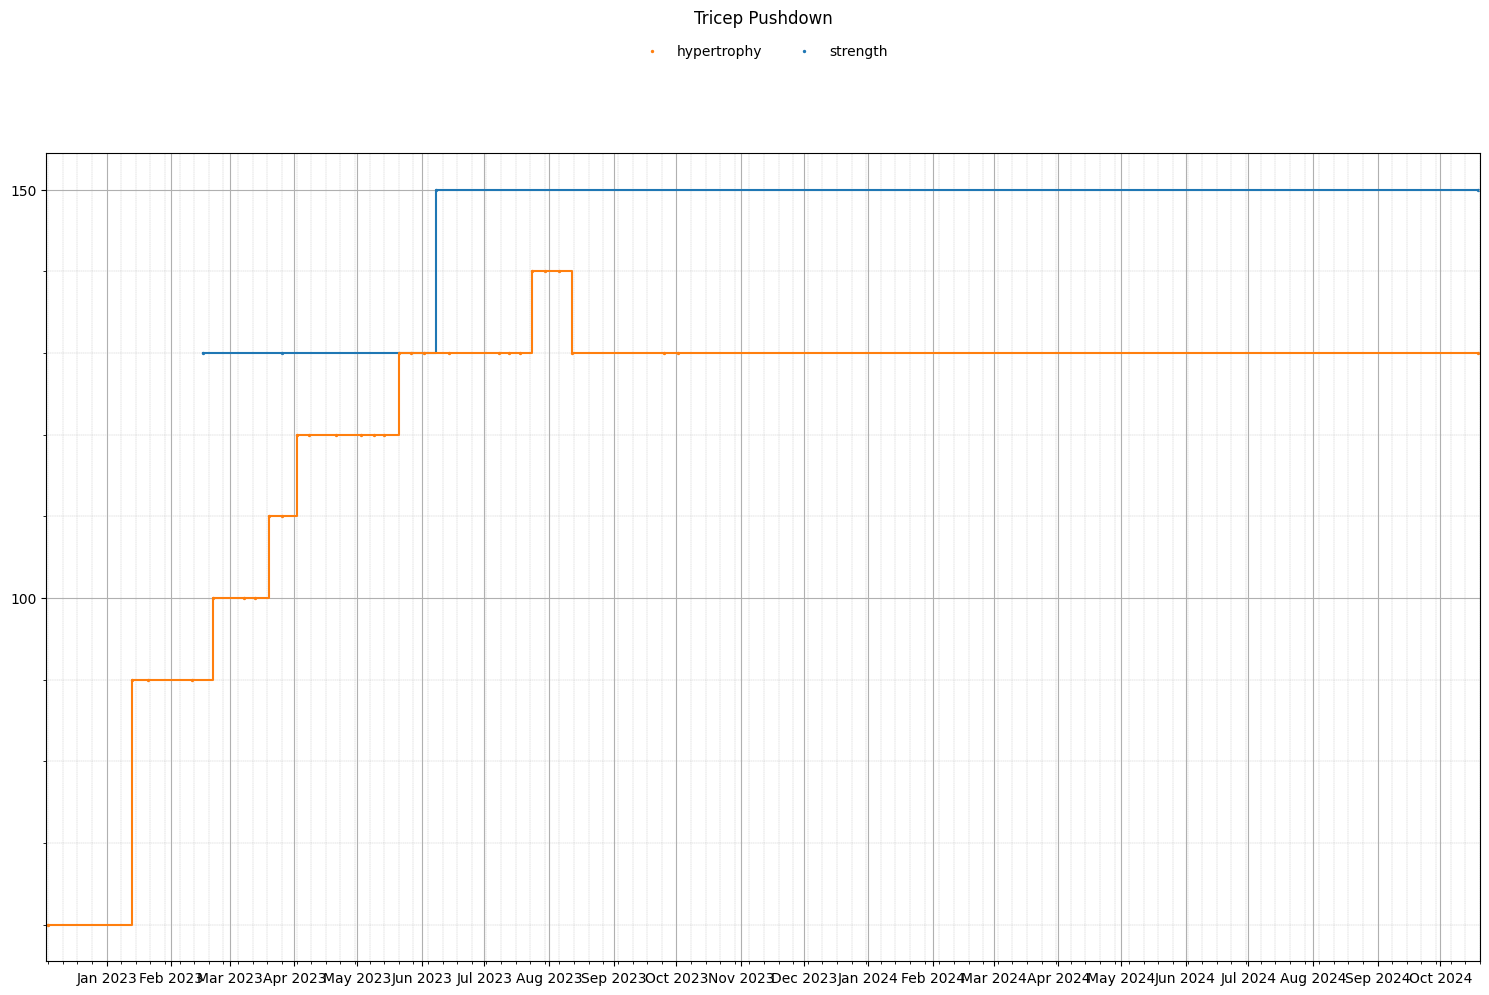 Tricep Pushdown
hypertrophy strength
150
100
Jan 2023 Feb 2023 Mar 2023 Apr 2023 May 2023 Jun 2023 Jul 2023 Aug 2023 Sep 2023 Oct 2023 Nov 2023 Dec 2023 Jan 2024 Feb 2024 Mar 2024 Apr 2024 May 2024 Jun 2024 Jul 2024 Aug 2024 Sep 2024 Oct 2024